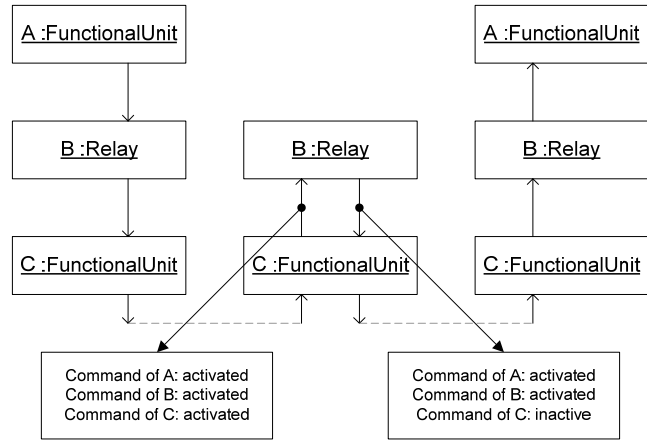 A :FunctionalUnit
A :FunctionalUnit
B :Relay
B :Relay
B :Relay
C :FunctionalUnit
C :FunctionalUnit
C :FunctionalUnit
Command of A: activated
Command of B: activated
Command of C: activated
Command of A: activated
Command of B: activated
Command of C: inactive